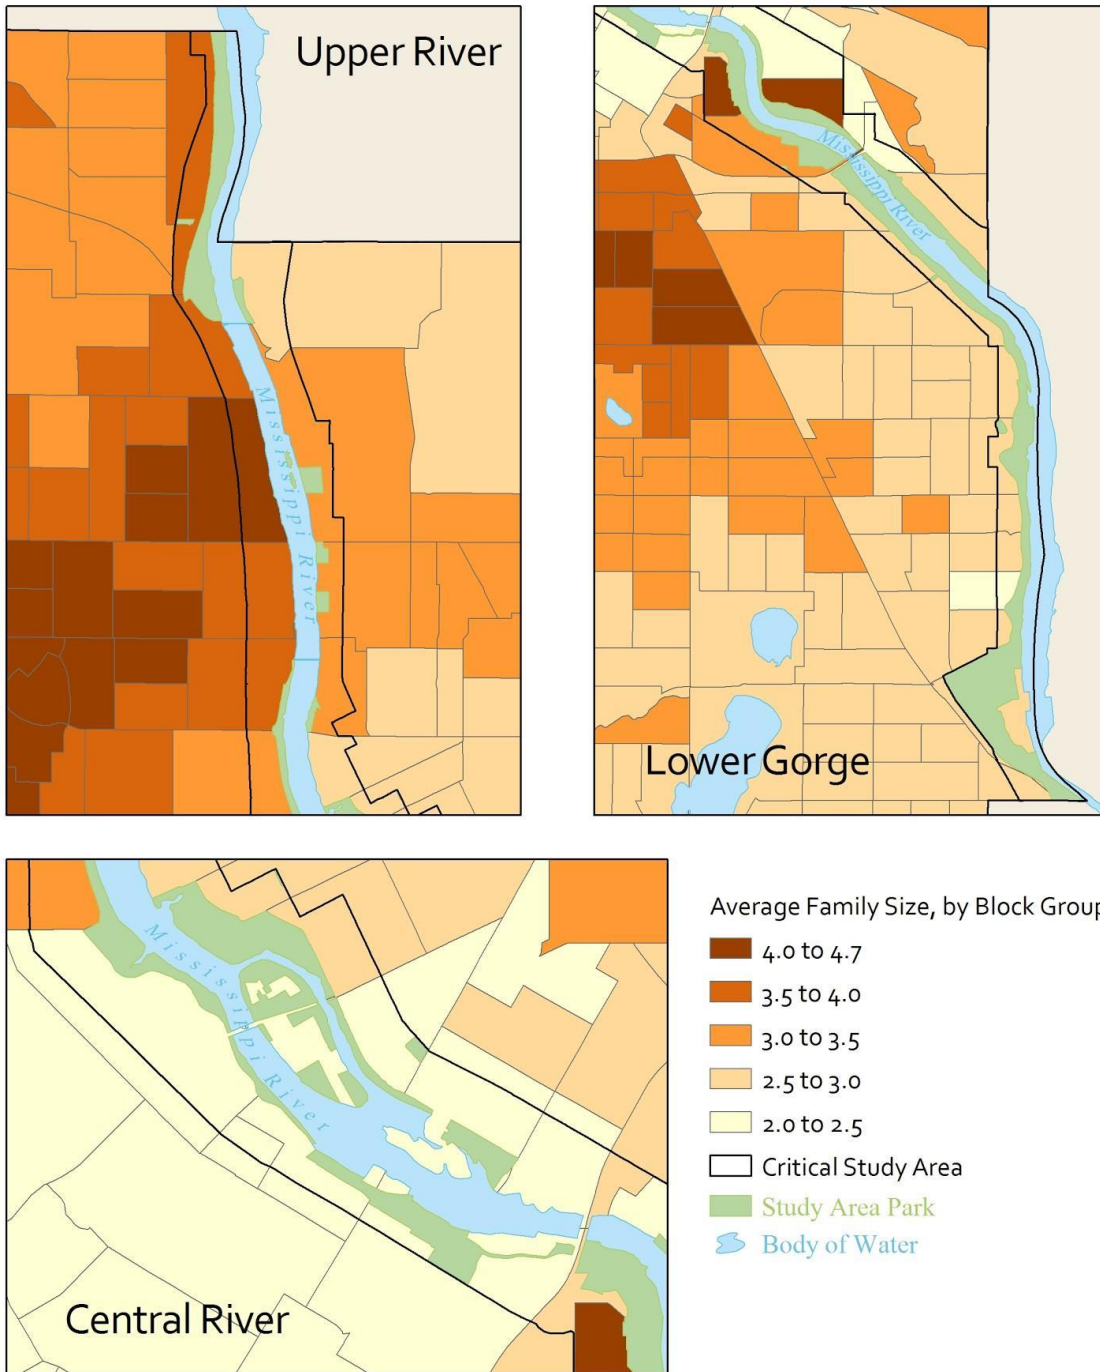 Upper River
Mississippi River
Mississippi River
Mississippi River
Lower Gorge
Mississippi River
Central River
Average Family Size, by Block Group
4.0 to 4.7
3.5 to 4.0
3.0 to 3.5
2.5 to 3.0
2.0 to 2.5
Critical Study Area
Study Area Park
Body of Water